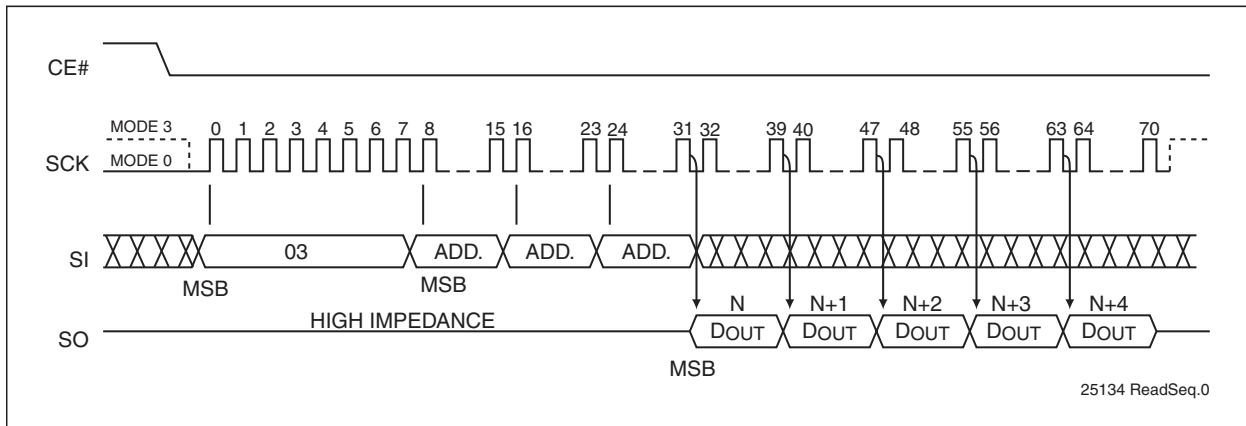 CE#
MODE 3 0 1 2 3 4 5 6 7 8 15 16 23 24 31 32 39 40 47 48 55 56 63 64 70
SCK MODE 0
SI 03 ADD. ADD. ADD.
MSB MSB
N N+1 N+2 N+3 N+4
HIGH IMPEDANCE
SO DOUT DOUT DOUT DOUT DOUT
MSB
25134 ReadSeq.0